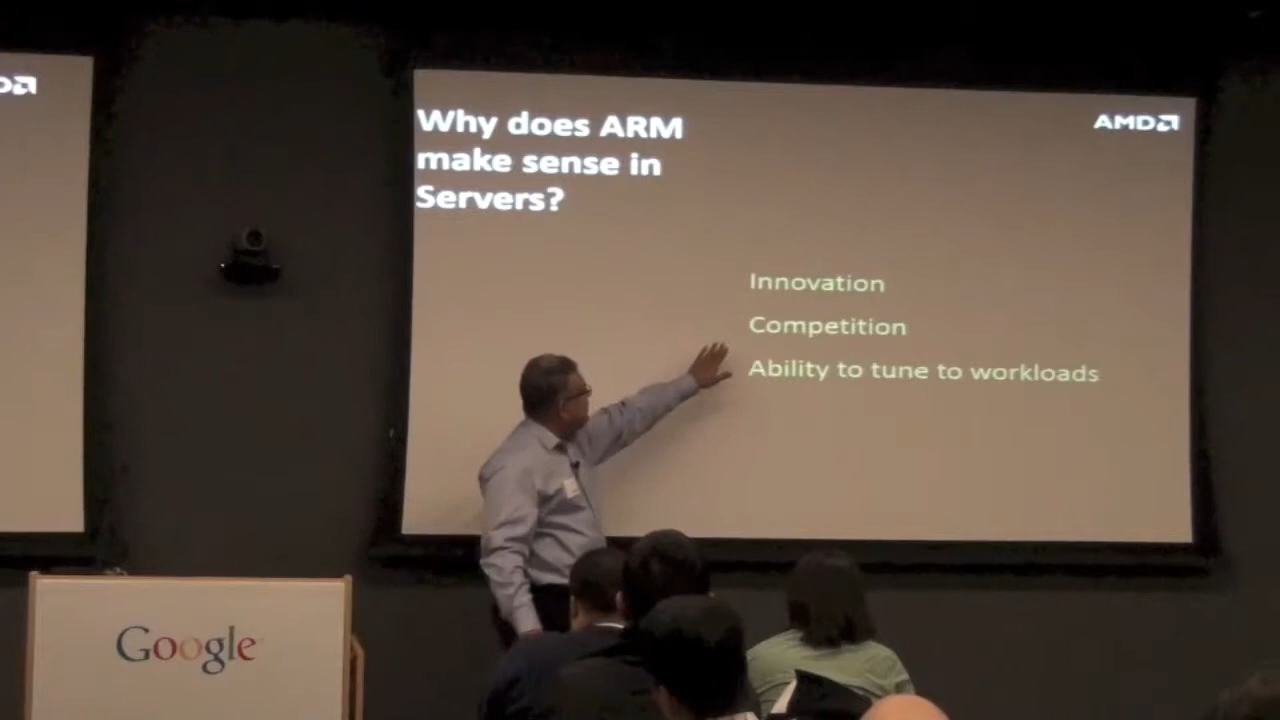 Why does ARM
make sense in
Servers?
AMD
Innovation
Competition
Ability to tune to workloads
Google